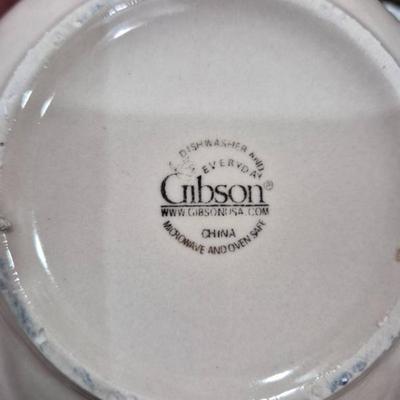 DISHWASHER AND
EVERYDAY
Gibson®
WWW.GIBSONUSA.COM
CHINA
MICROWAVE AND OVEN SAFE